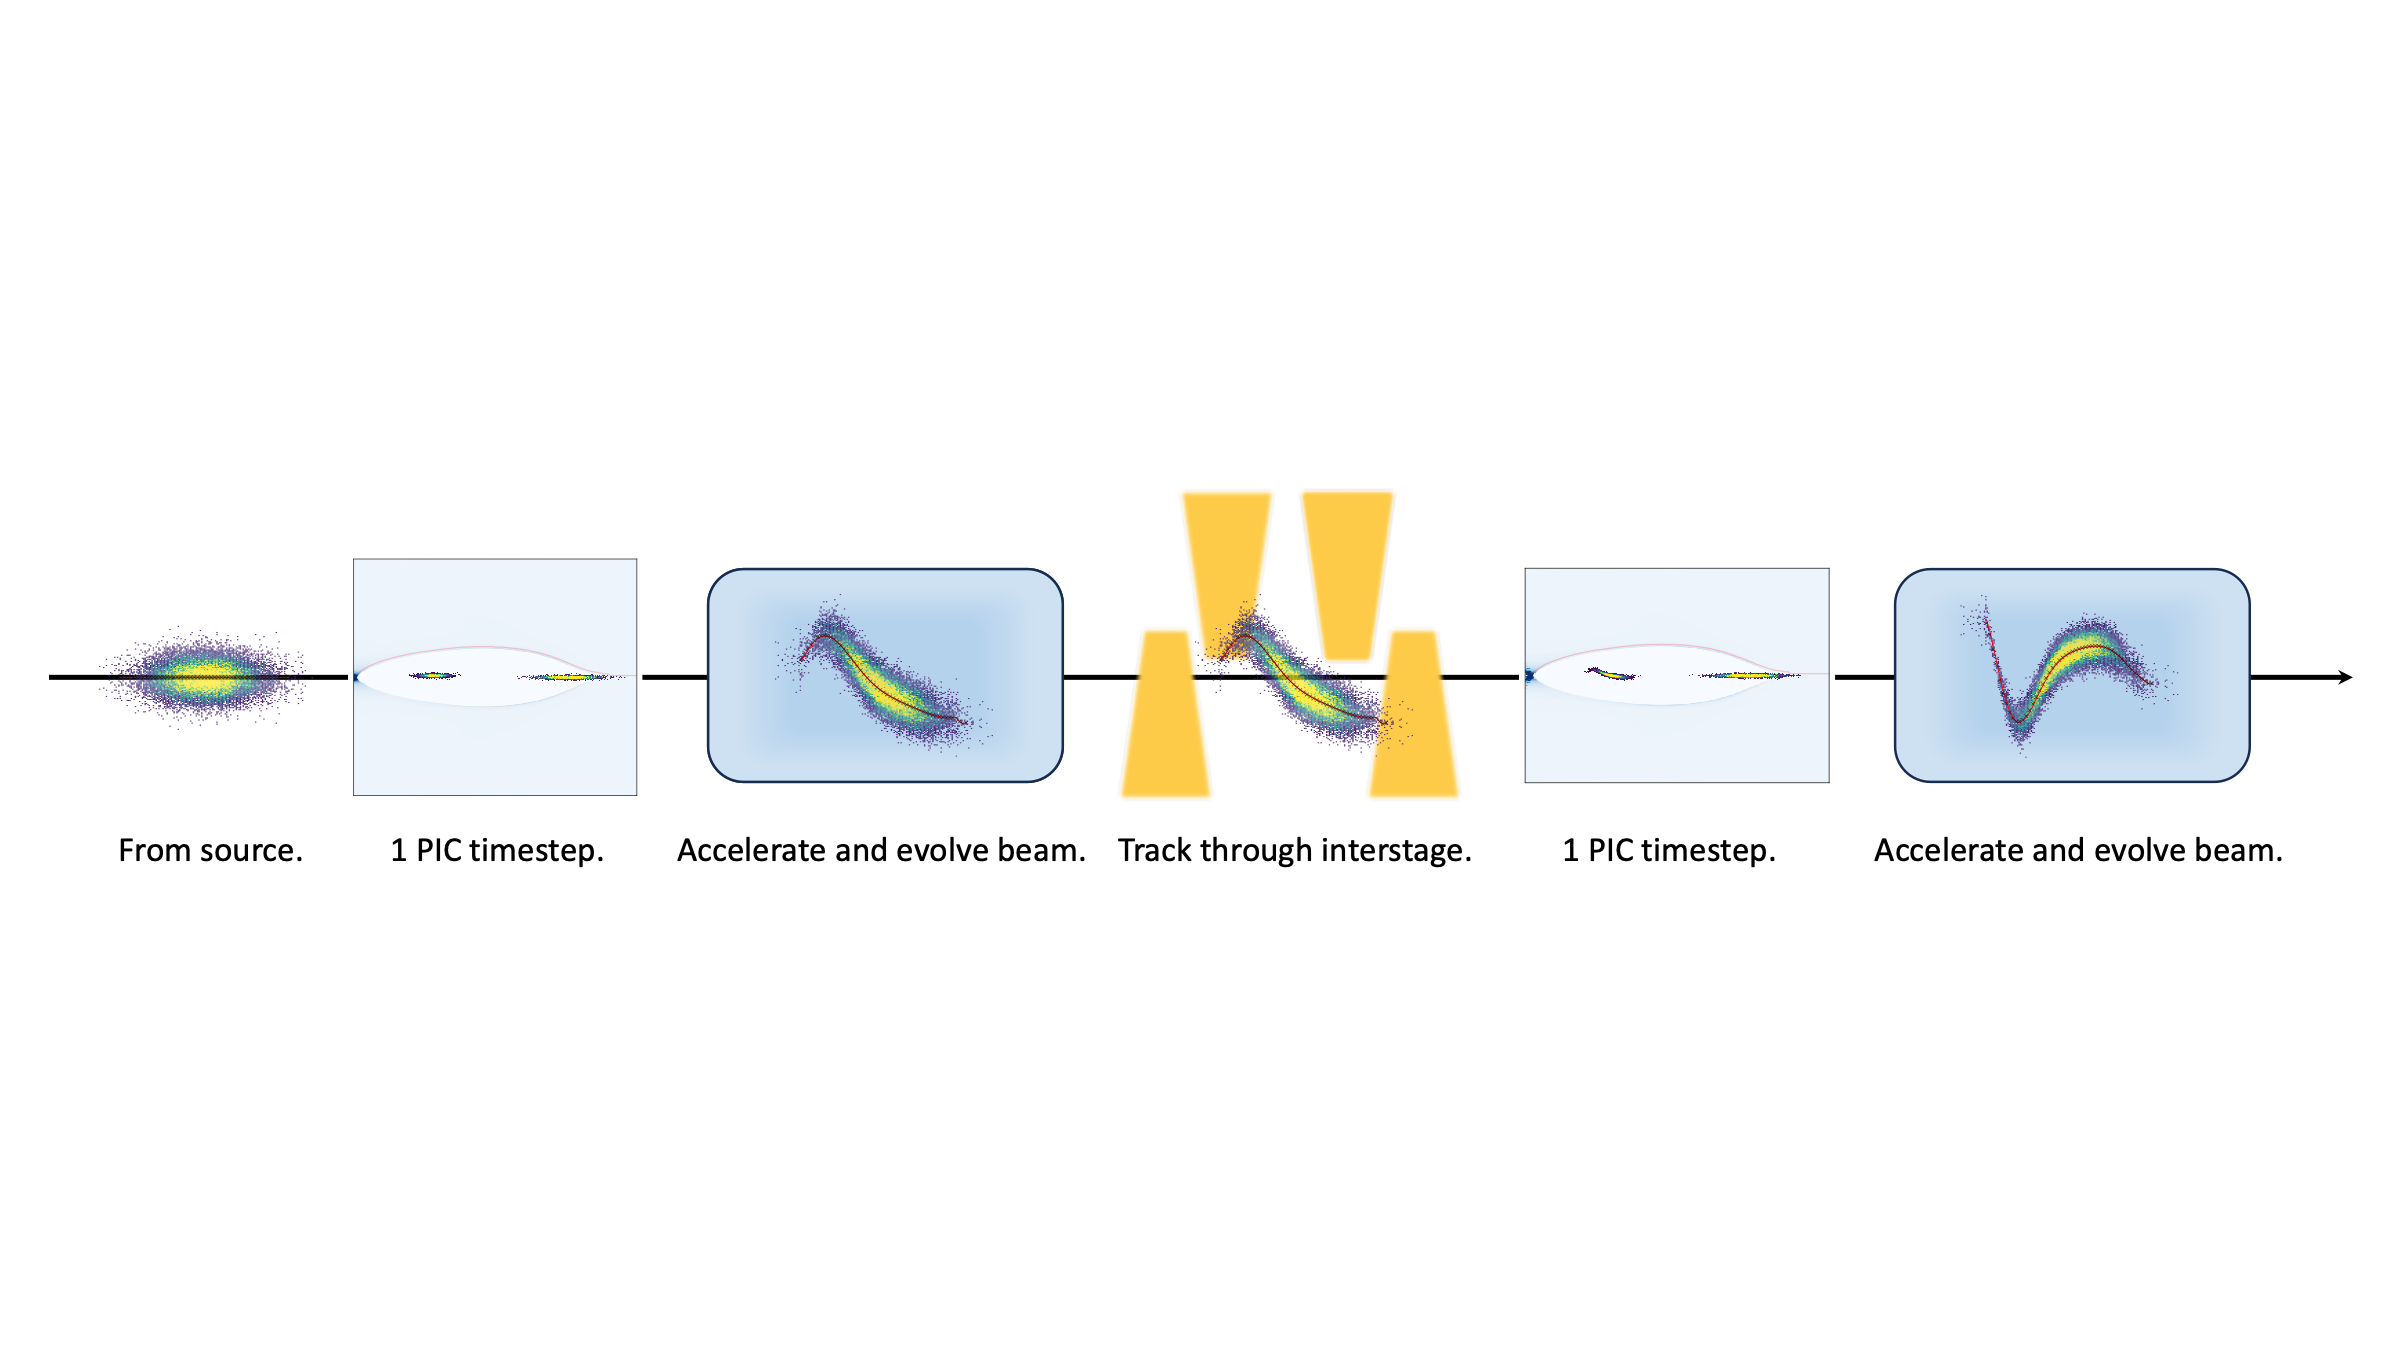 From source.
1 PIC timestep.
Accelerate and evolve beam.
Track through interstage.
1 PIC timestep.
Accelerate and evolve beam.